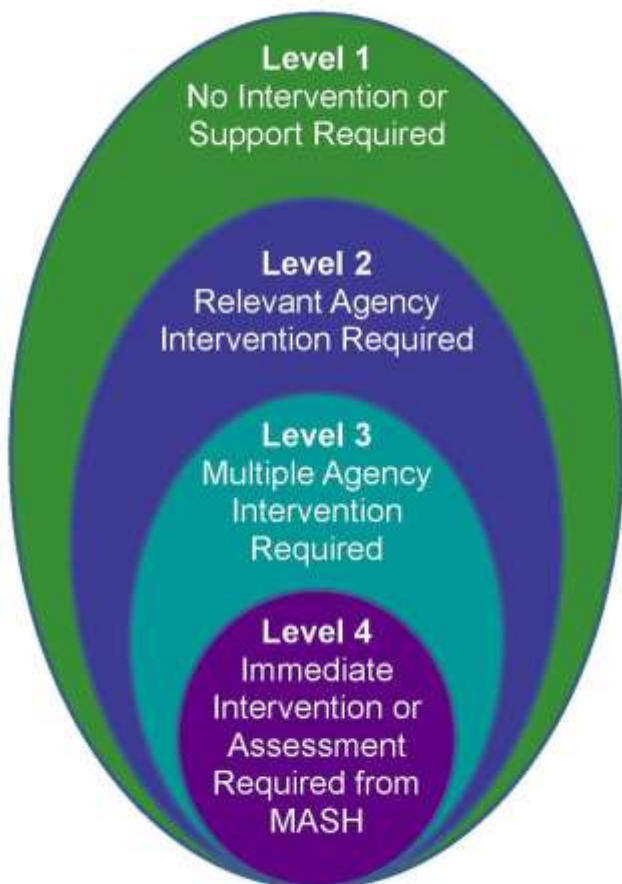 Level 1
No Intervention or
Support Required
Level 2
Relevant Agency
Intervention Required
Level 3
Multiple Agency
Intervention
Required
Level 4
Immediate
Intervention or
Assessment
Required from
MASH